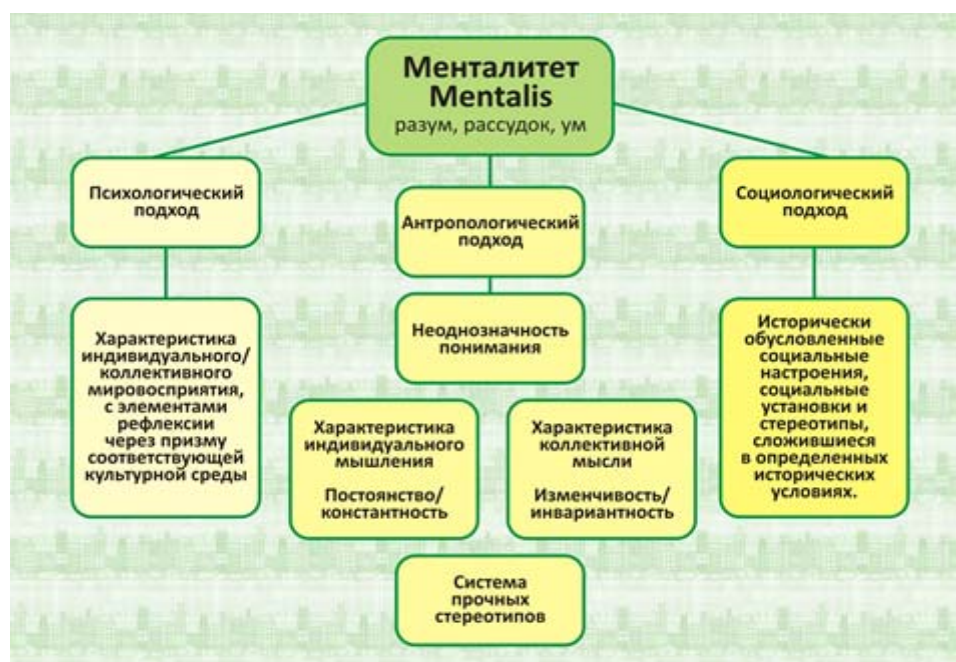 Менталитет
Mentalis
разум, рассудок, ум
Психологический
подход
Антропологический
подход
Социологический
подход
Характеристика
индивидуального/
коллективного
мировосприятия,
с элементами
рефлексии
через призму
соответствующей
культурной среды
Неоднозначность
понимания
Исторически
обусловленные
социальные
настроения,
социальные
установки и
стереотипы,
сложившиеся
в определенных
исторических
условиях.
Характеристика
индивидуального
мышления
Постоянство/
константность
Характеристика
коллективной
мысли
Изменчивость/
инвариантность
Система
прочных
стереотипов